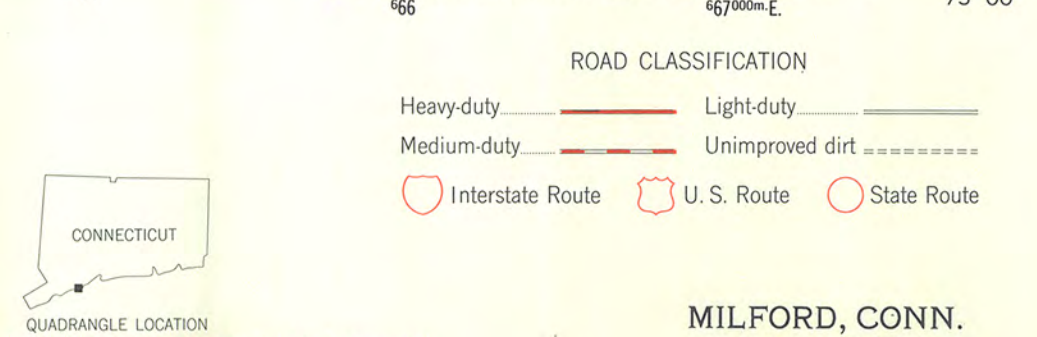 ⁶66 ⁶67⁰⁰⁰ᵐ·E.
ROAD CLASSIFICATION
Heavy-duty Light-duty
Medium-duty Unimproved dirt
Interstate Route U. S. Route State Route
CONNECTICUT
QUADRANGLE LOCATION
MILFORD, CONN.